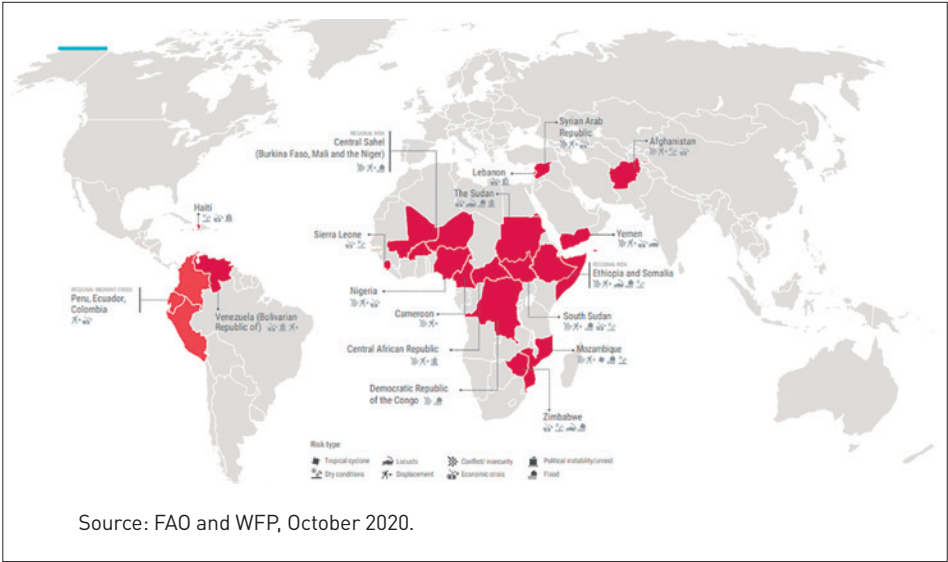 Syrian Arab
Republic
Afghanistan
REGIONAL RISK
Central Sahel
(Burkina Faso, Mali and the Niger)
Lebanon
The Sudan
Haiti
Sierra Leone
Yemen
REGIONAL RISK
Ethiopia and Somalia
REGIONAL MIGRANT CRISIS
Peru, Ecuador,
Colombia
Nigeria
Venezuela (Bolivarian
Republic of)
Cameroon
South Sudan
Central African Republic
Mozambique
Democratic Republic
of the Congo
Zimbabwe
Risk type
Tropical cyclone
Locusts
Conflict/ insecurity
Political instability/unrest
Dry conditions
Displacement
Economic crisis
Flood
Source: FAO and WFP, October 2020.